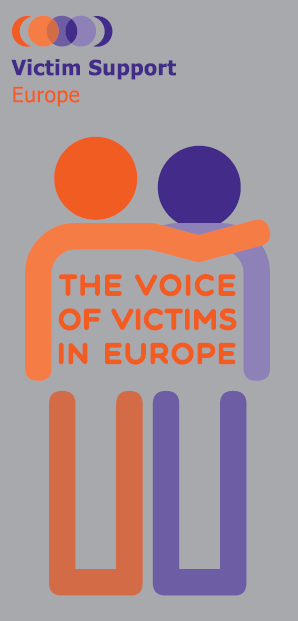 Victim Support
Europe
THE VOICE
OF VICTIMS
IN EUROPE